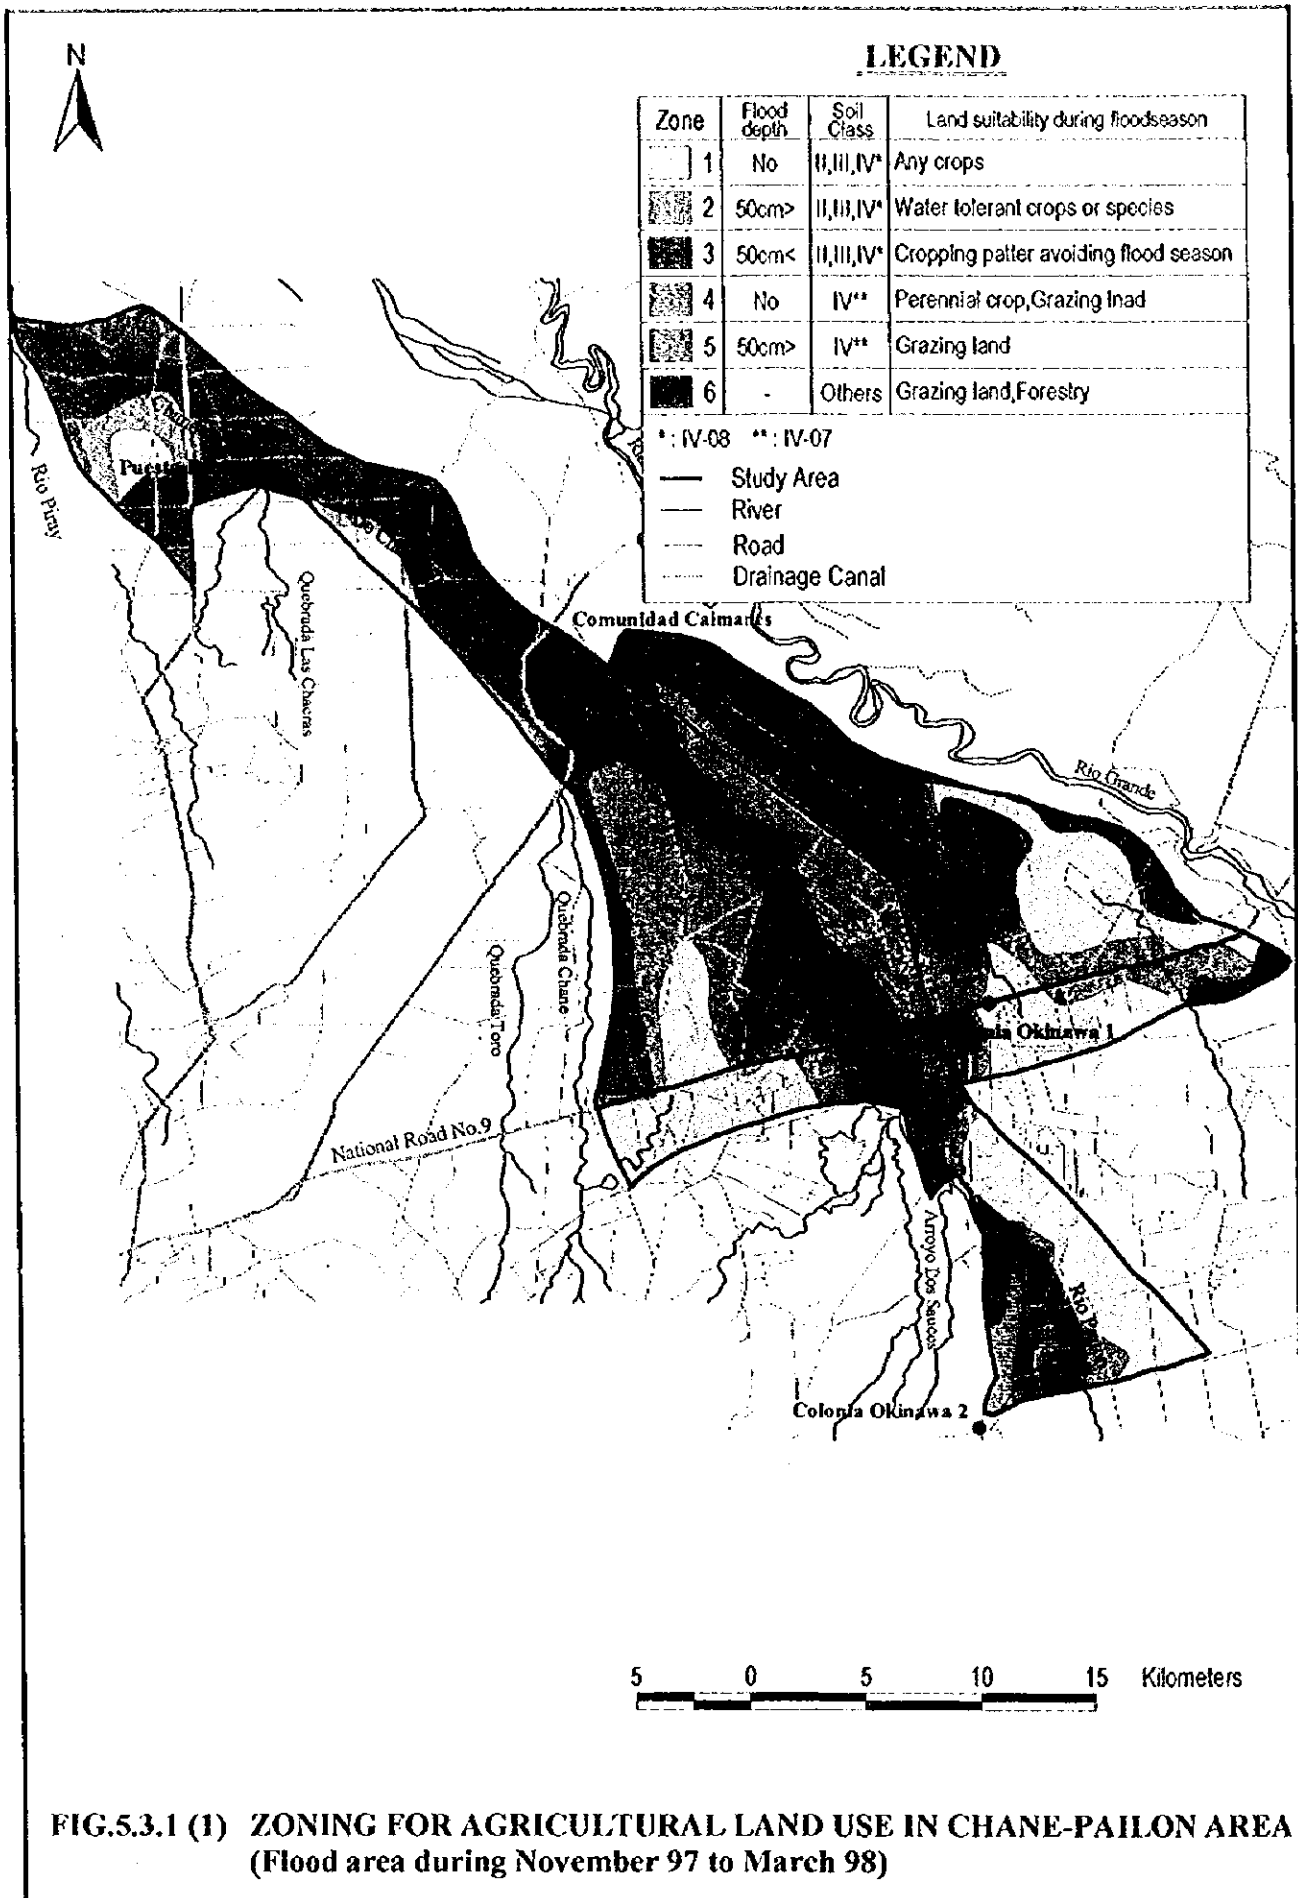 N
LEGEND
Zone Flood depth Soil Class Land suitability during floodseason
1 No II,III,IV* Any crops
2 50cm> II,III,IV* Water tolerant crops or species
3 50cm< II,III,IV* Cropping patter avoiding flood season
4 No IV** Perennial crop,Grazing lnad
5 50cm> IV** Grazing land
6 - Others Grazing land,Forestry
* : IV-08 ** : IV-07
Study Area
River
Road
Drainage Canal
Rio Piray
Quebrada Las Chacras
Comunidad Caimanes
Rio Grande
Quebrada Chane
Quebrada Toro
Okinawa 1
National Road No.9
Arroyo Dos Saucos
Rio
Colonia Okinawa 2
5 0 5 10 15 Kilometers
FIG.5.3.1 (1) ZONING FOR AGRICULTURAL LAND USE IN CHANE-PAILON AREA
(Flood area during November 97 to March 98)